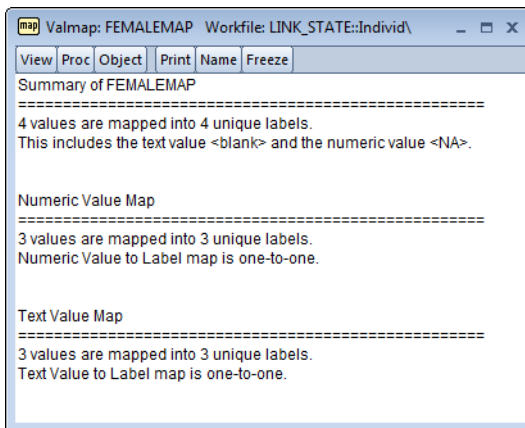 map Valmap: FEMALEMAP Workfile: LINK_STATE::Individ\
View Proc Object Print Name Freeze
Summary of FEMALEMAP
====================================================
4 values are mapped into 4 unique labels.
This includes the text value <blank> and the numeric value <NA>.
Numeric Value Map
====================================================
3 values are mapped into 3 unique labels.
Numeric Value to Label map is one-to-one.
Text Value Map
====================================================
3 values are mapped into 3 unique labels.
Text Value to Label map is one-to-one.